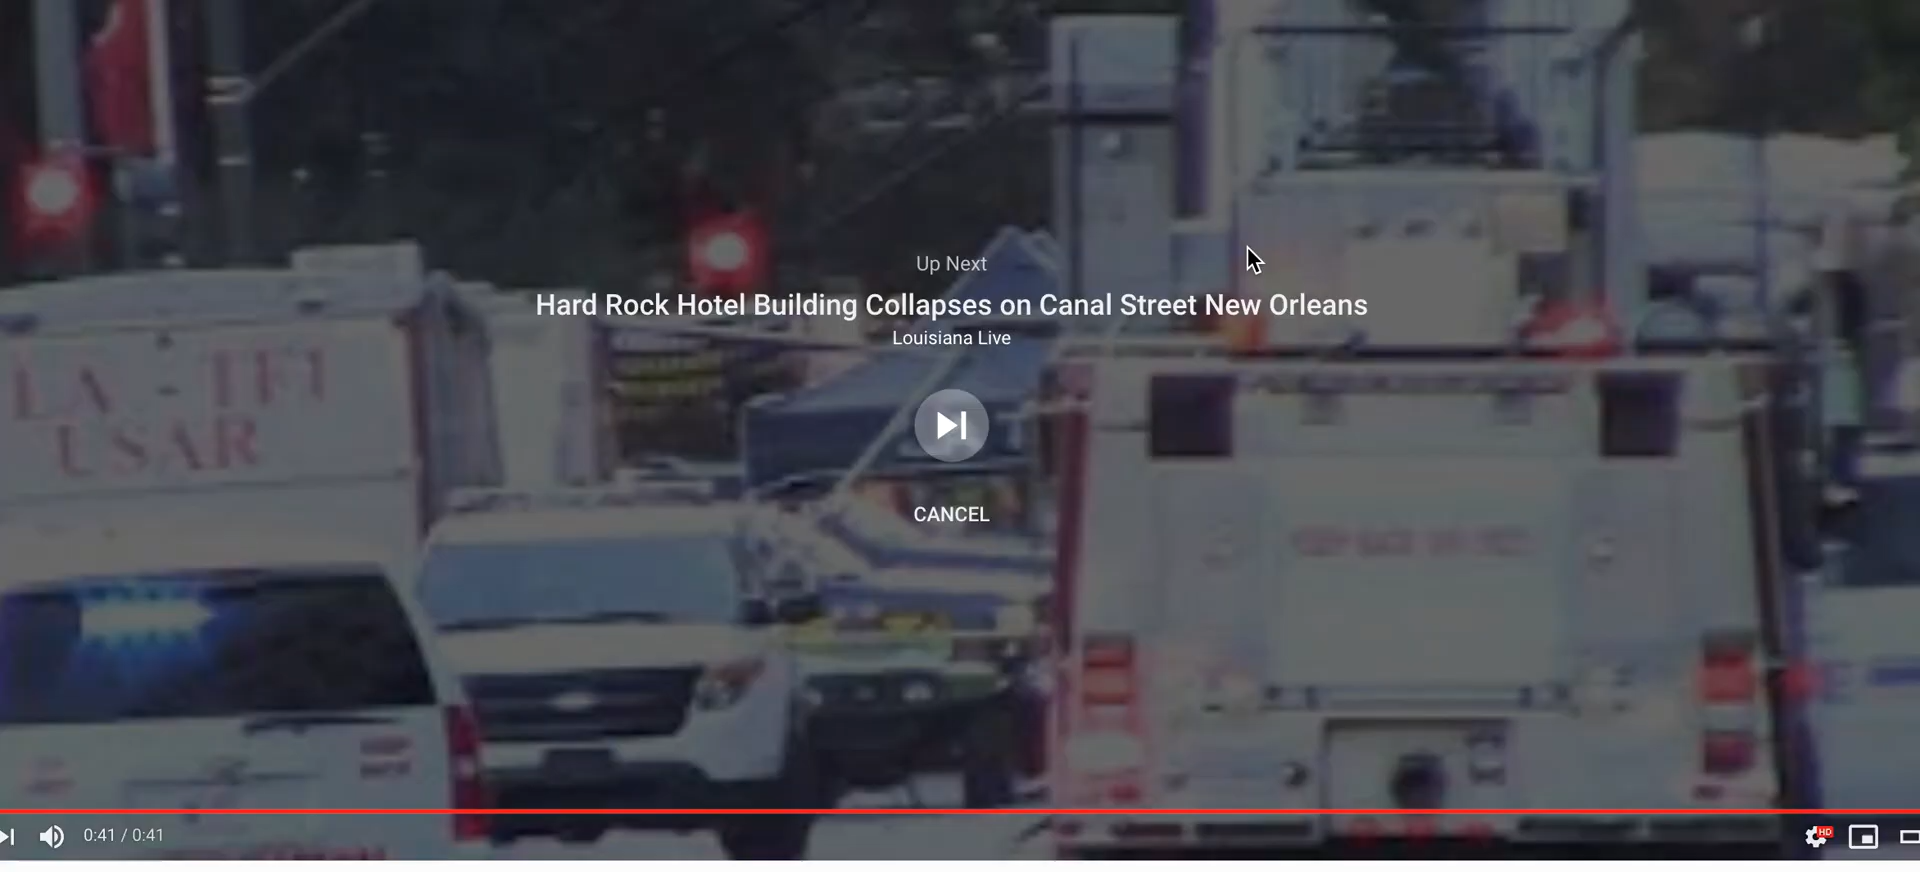 Up Next
Hard Rock Hotel Building Collapses on Canal Street New Orleans
Louisiana Live
LA - TF1
USAR
CANCEL
0:41 / 0:41
HD